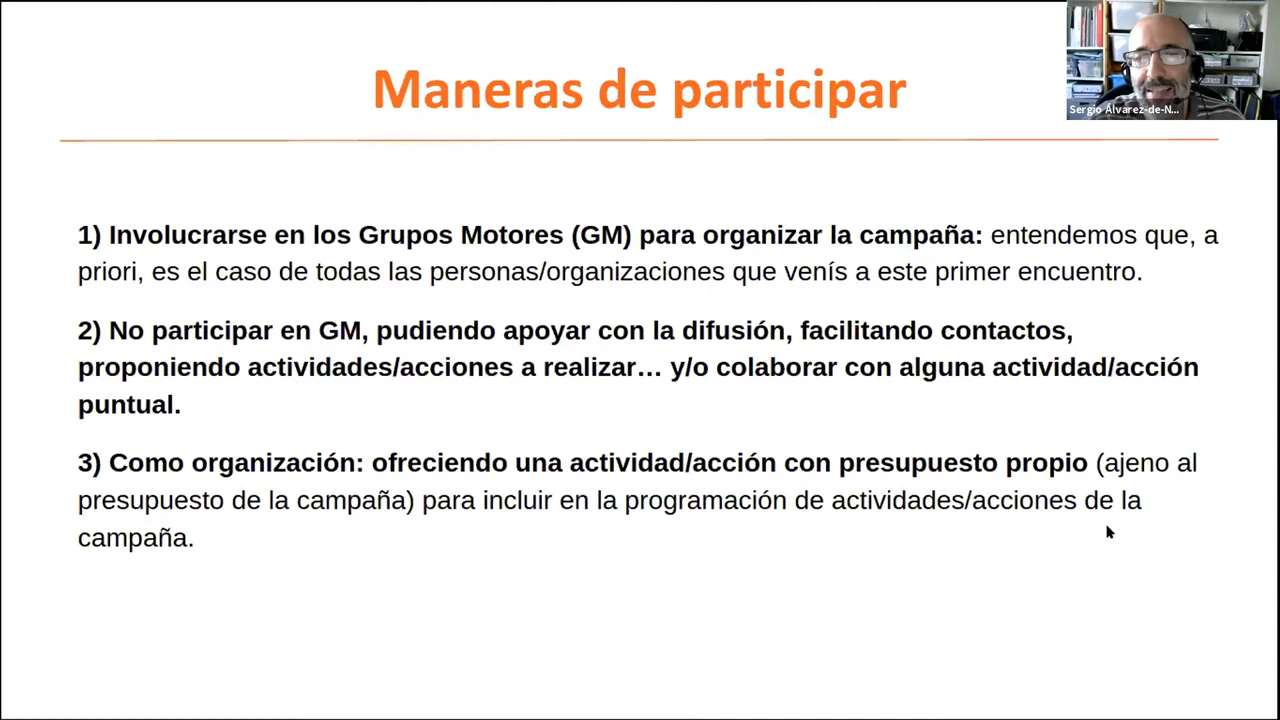 Maneras de participar
Sergio Álvarez-de-N...
1) Involucrarse en los Grupos Motores (GM) para organizar la campaña: entendemos que, a
priori, es el caso de todas las personas/organizaciones que venís a este primer encuentro.
2) No participar en GM, pudiendo apoyar con la difusión, facilitando contactos,
proponiendo actividades/acciones a realizar… y/o colaborar con alguna actividad/acción
puntual.
3) Como organización: ofreciendo una actividad/acción con presupuesto propio (ajeno al
presupuesto de la campaña) para incluir en la programación de actividades/acciones de la
campaña.